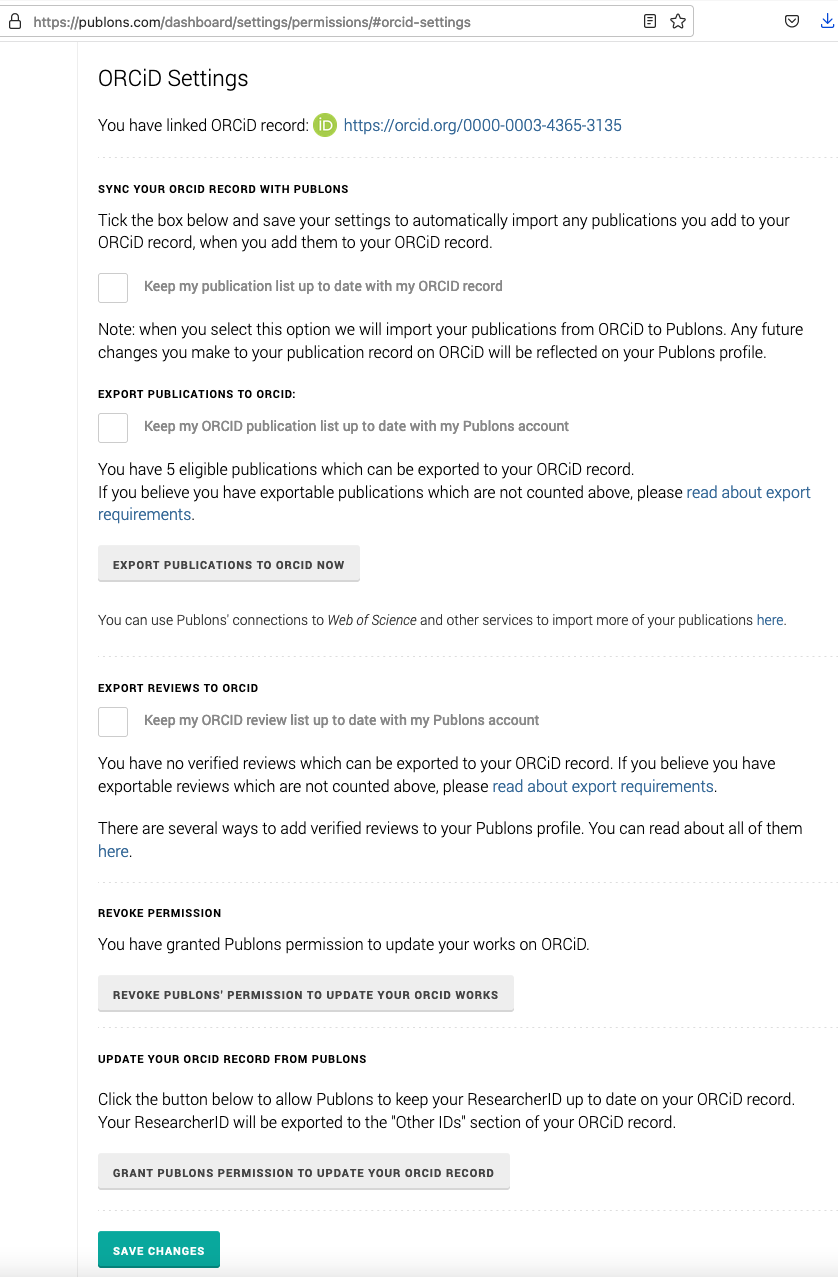 https://publons.com/dashboard/settings/permissions/#orcid-settings
ORCiD Settings
You have linked ORCiD record: iD https://orcid.org/0000-0003-4365-3135
SYNC YOUR ORCID RECORD WITH PUBLONS
Tick the box below and save your settings to automatically import any publications you add to your
ORCiD record, when you add them to your ORCiD record.
Keep my publication list up to date with my ORCID record
Note: when you select this option we will import your publications from ORCiD to Publons. Any future
changes you make to your publication record on ORCiD will be reflected on your Publons profile.
EXPORT PUBLICATIONS TO ORCID:
Keep my ORCID publication list up to date with my Publons account
You have 5 eligible publications which can be exported to your ORCiD record.
If you believe you have exportable publications which are not counted above, please read about export
requirements.
EXPORT PUBLICATIONS TO ORCID NOW
You can use Publons' connections to Web of Science and other services to import more of your publications here.
EXPORT REVIEWS TO ORCID
Keep my ORCID review list up to date with my Publons account
You have no verified reviews which can be exported to your ORCiD record. If you believe you have
exportable reviews which are not counted above, please read about export requirements.
There are several ways to add verified reviews to your Publons profile. You can read about all of them
here.
REVOKE PERMISSION
You have granted Publons permission to update your works on ORCiD.
REVOKE PUBLONS' PERMISSION TO UPDATE YOUR ORCID WORKS
UPDATE YOUR ORCID RECORD FROM PUBLONS
Click the button below to allow Publons to keep your ResearcherID up to date on your ORCiD record.
Your ResearcherID will be exported to the "Other IDs" section of your ORCiD record.
GRANT PUBLONS PERMISSION TO UPDATE YOUR ORCID RECORD
SAVE CHANGES